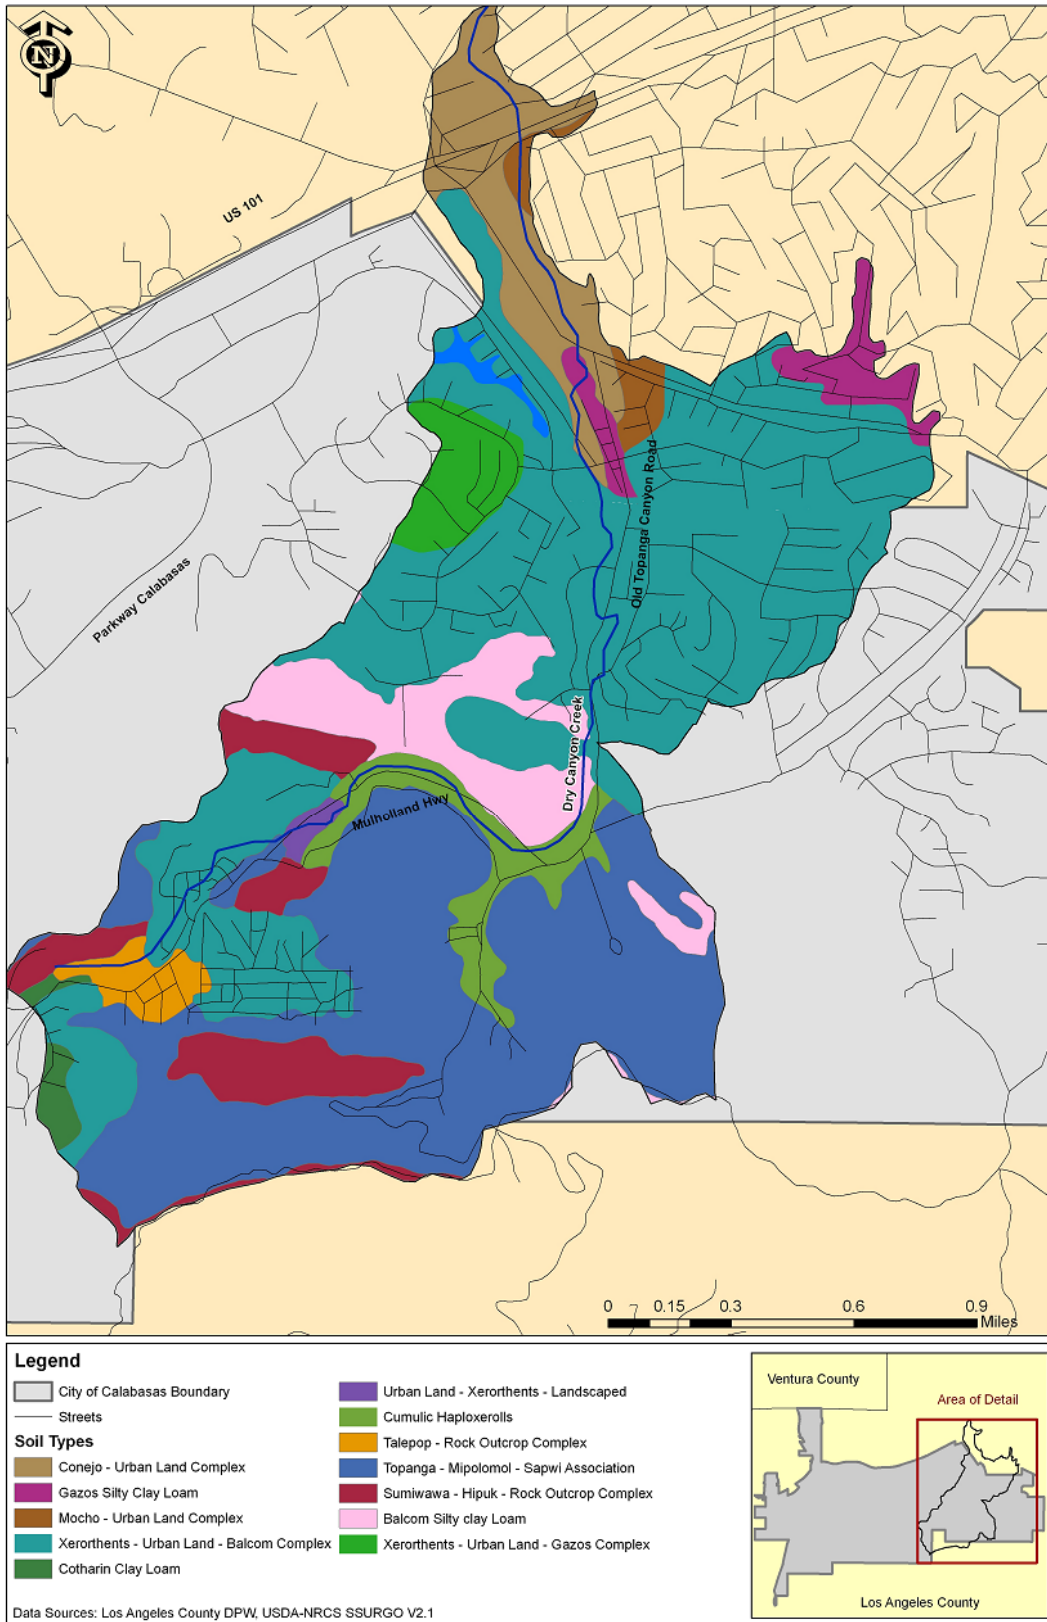 N
US 101
Parkway Calabasas
Old Topanga Canyon Road
Dry Canyon Creek
Mulholland Hwy
0 0.15 0.3 0.6 0.9
Miles
Legend
City of Calabasas Boundary
Streets
Soil Types
Conejo - Urban Land Complex
Gazos Silty Clay Loam
Mocho - Urban Land Complex
Xerorthents - Urban Land - Balcom Complex
Cotharin Clay Loam
Urban Land - Xerorthents - Landscaped
Cumulic Haploxerolls
Talepop - Rock Outcrop Complex
Topanga - Mipolomol - Sapwi Association
Sumiwawa - Hipuk - Rock Outcrop Complex
Balcom Silty clay Loam
Xerorthents - Urban Land - Gazos Complex
Ventura County
Area of Detail
Los Angeles County
Data Sources: Los Angeles County DPW, USDA-NRCS SSURGO V2.1